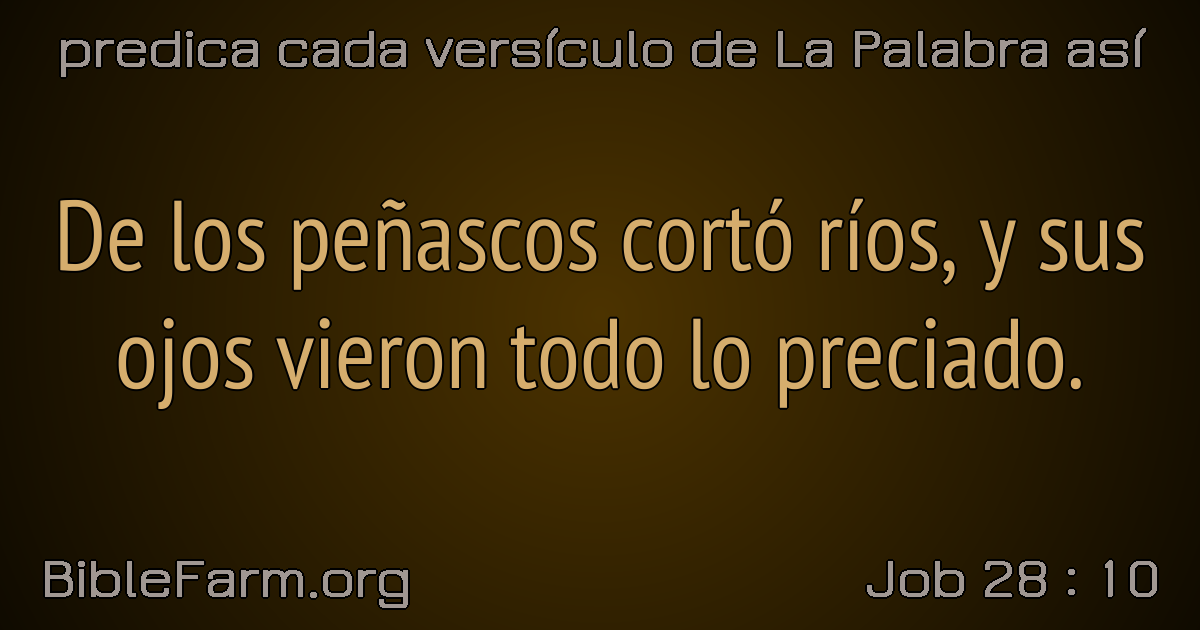 predica cada versículo de La Palabra así
De los peñascos cortó ríos, y sus
ojos vieron todo lo preciado.
BibleFarm.org
Job 28 : 10